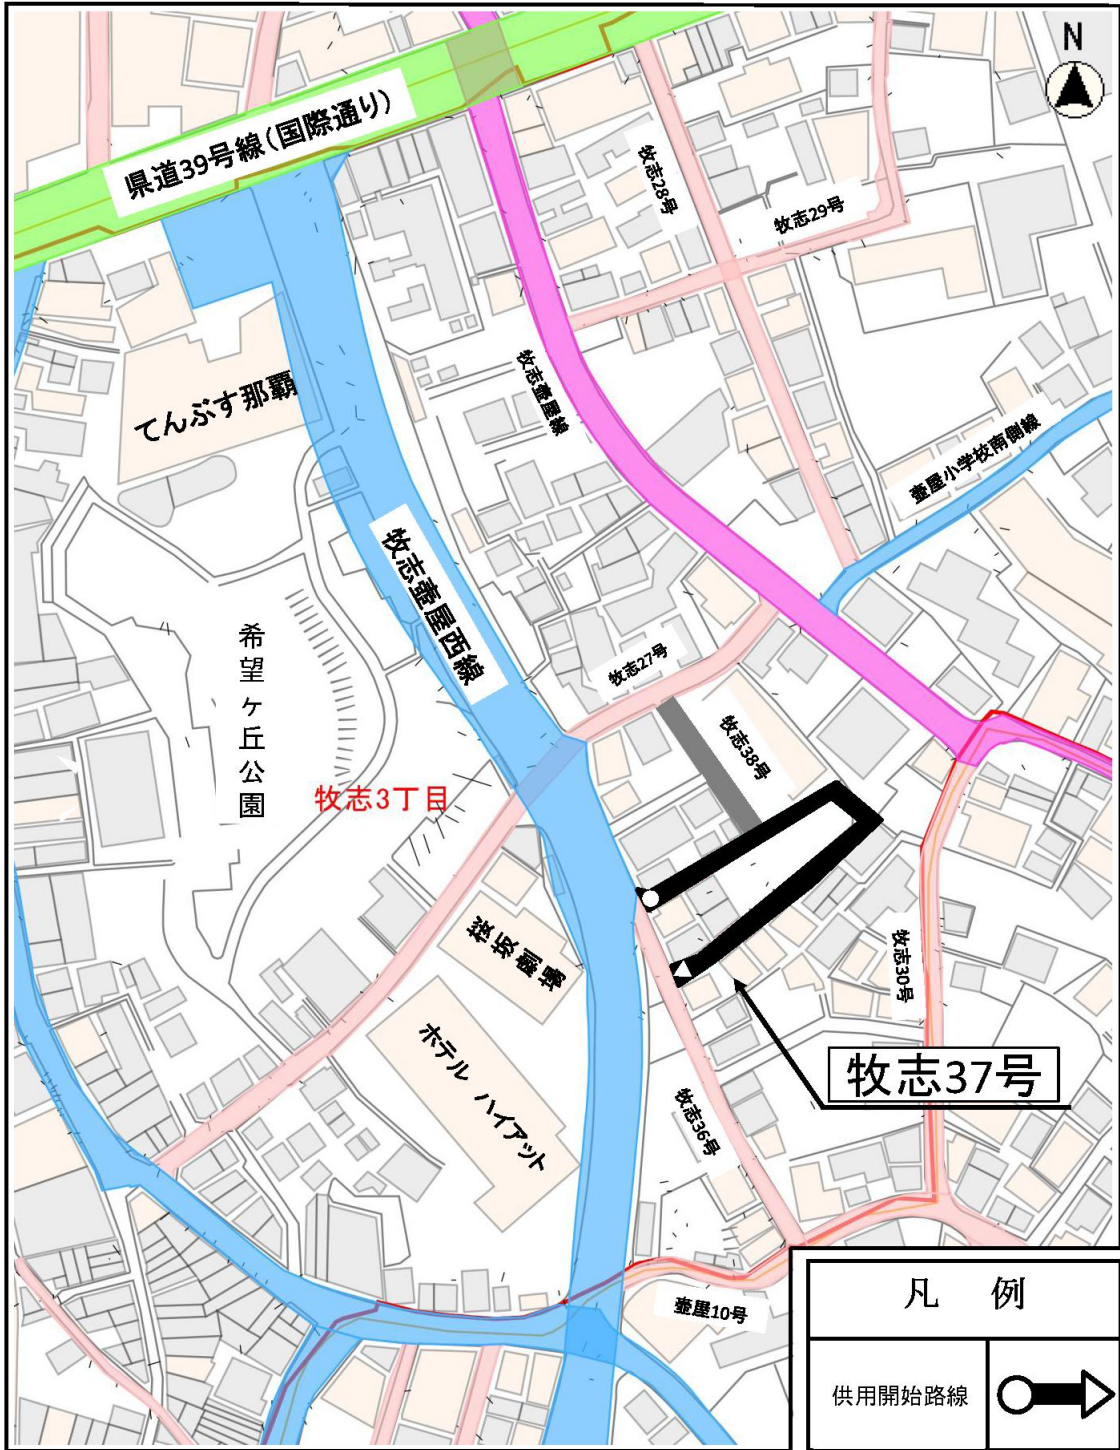 N
県道39号線(国際通り)
牧志28号
牧志29号
牧志壺屋線
てんぶす那覇
壺屋小学校南側線
牧志壺屋西線
希望ヶ丘公園
牧志27号
牧志38号
牧志3丁目
桜坂劇場
牧志30号
ホテル ハイアット
牧志37号
牧志36号
壺屋10号
凡 例
供用開始路線